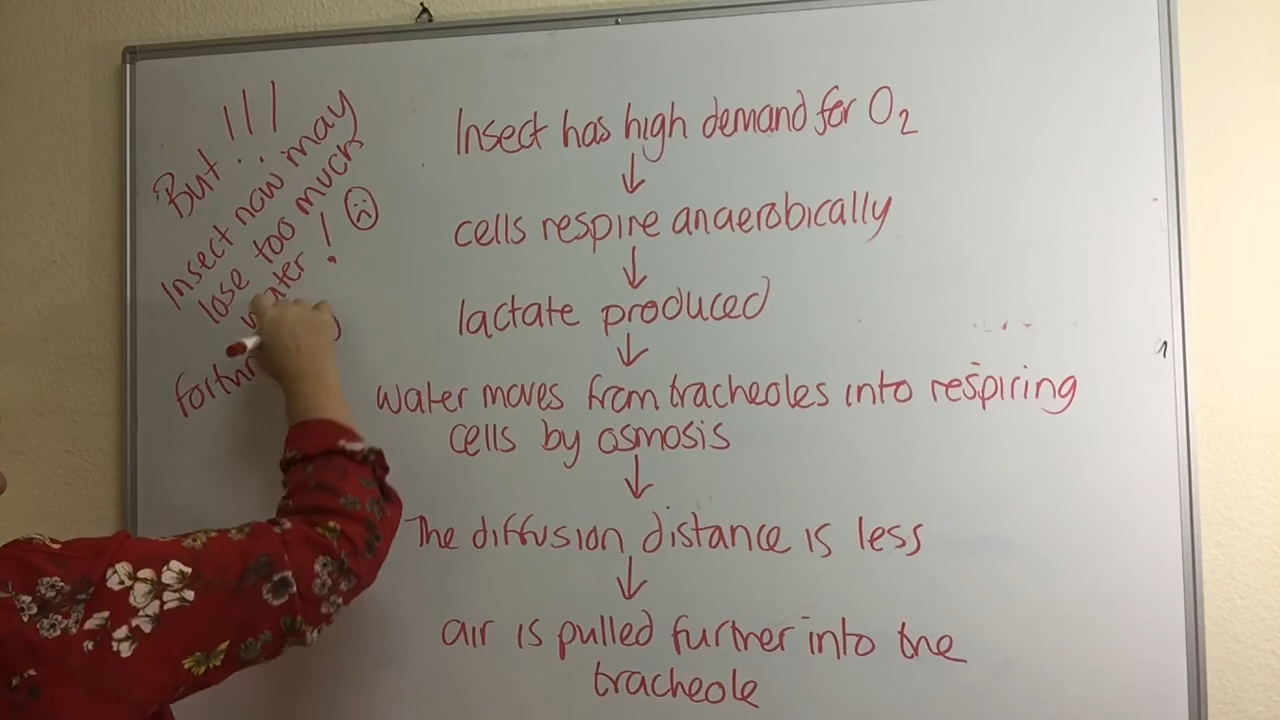 But !!!
Insect now may
lose too much
water !
Insect has high demand for O₂
↓
cells respire anaerobically
↓
lactate produced
↓
water moves from tracheoles into respiring
cells by osmosis
↓
The diffusion distance is less
↓
air is pulled further into the
tracheole